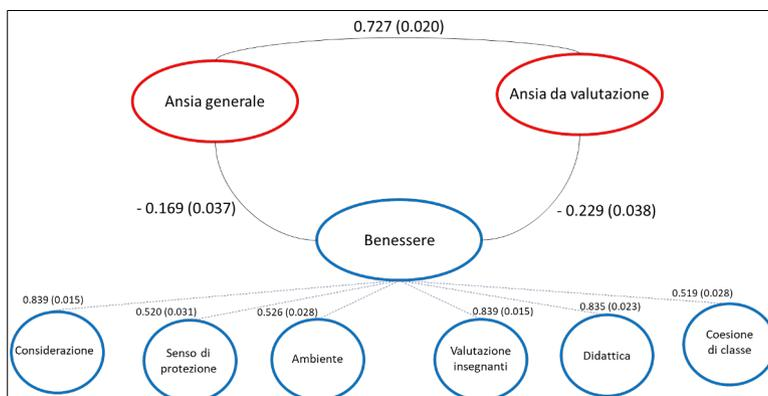 0.727 (0.020)
Ansia generale
Ansia da valutazione
- 0.169 (0.037)
- 0.229 (0.038)
Benessere
0.839 (0.015)
0.520 (0.031)
0.526 (0.028)
0.839 (0.015)
0.835 (0.023)
0.519 (0.028)
Considerazione
Senso di
protezione
Ambiente
Valutazione
insegnanti
Didattica
Coesione
di classe